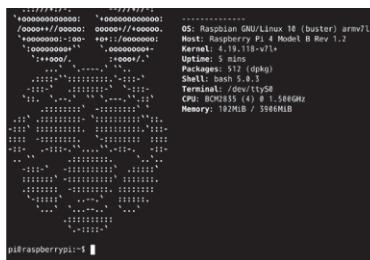 --------------
OS: Raspbian GNU/Linux 10 (buster) armv7l
Host: Raspberry Pi 4 Model B Rev 1.2
Kernel: 4.19.118-v7l+
Uptime: 5 mins
Packages: 512 (dpkg)
Shell: bash 5.0.3
Terminal: /dev/ttyS0
CPU: BCM2835 (4) @ 1.500GHz
Memory: 102MiB / 3906MiB
pi@raspberrypi:~$